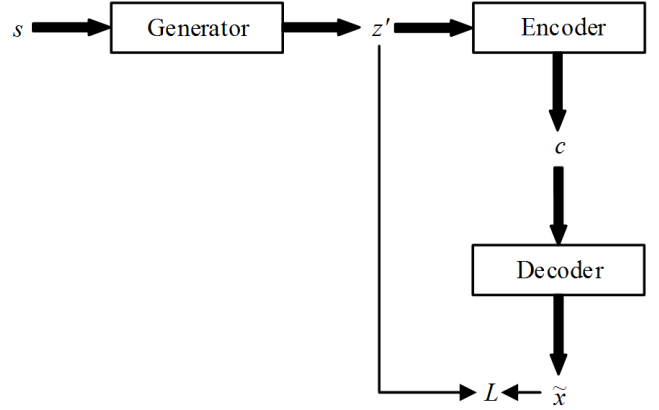 s
Generator
z'
Encoder
c
Decoder
L
x̃